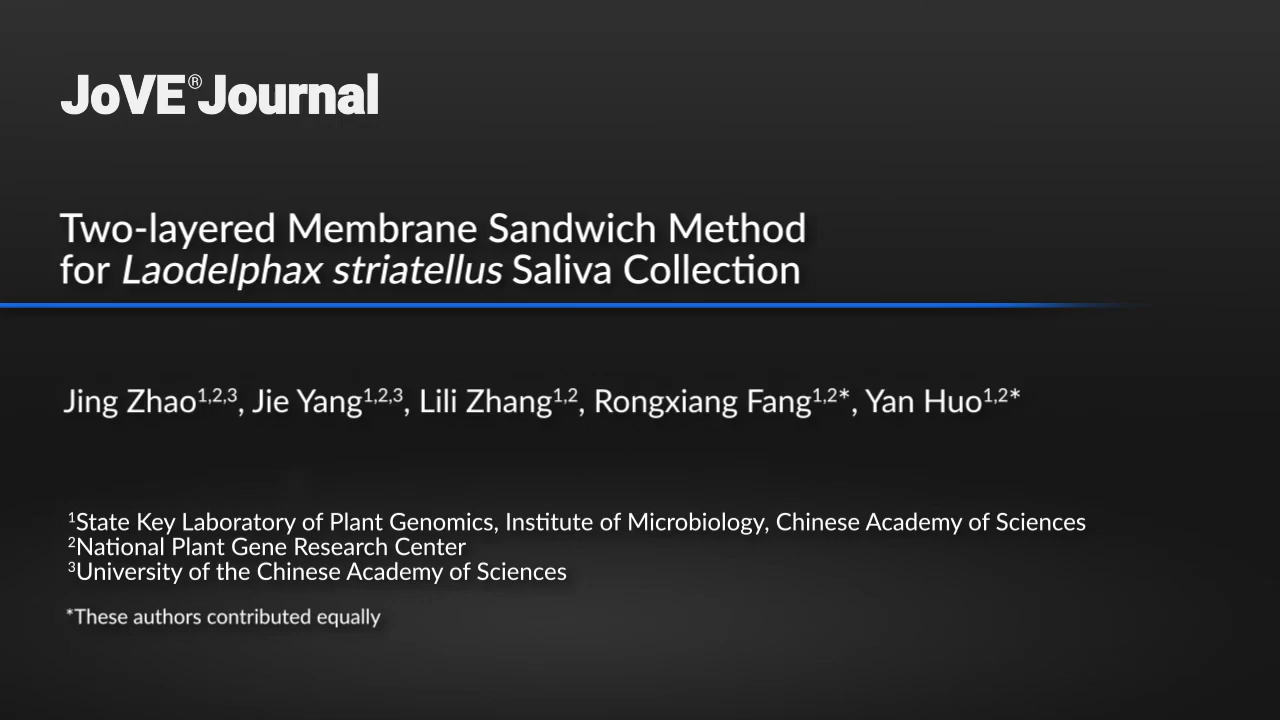 JoVE® Journal
Two-layered Membrane Sandwich Method
for Laodelphax striatellus Saliva Collection
Jing Zhao1,2,3, Jie Yang1,2,3, Lili Zhang1,2, Rongxiang Fang1,2*, Yan Huo1,2*
1State Key Laboratory of Plant Genomics, Institute of Microbiology, Chinese Academy of Sciences
2National Plant Gene Research Center
3University of the Chinese Academy of Sciences
*These authors contributed equally